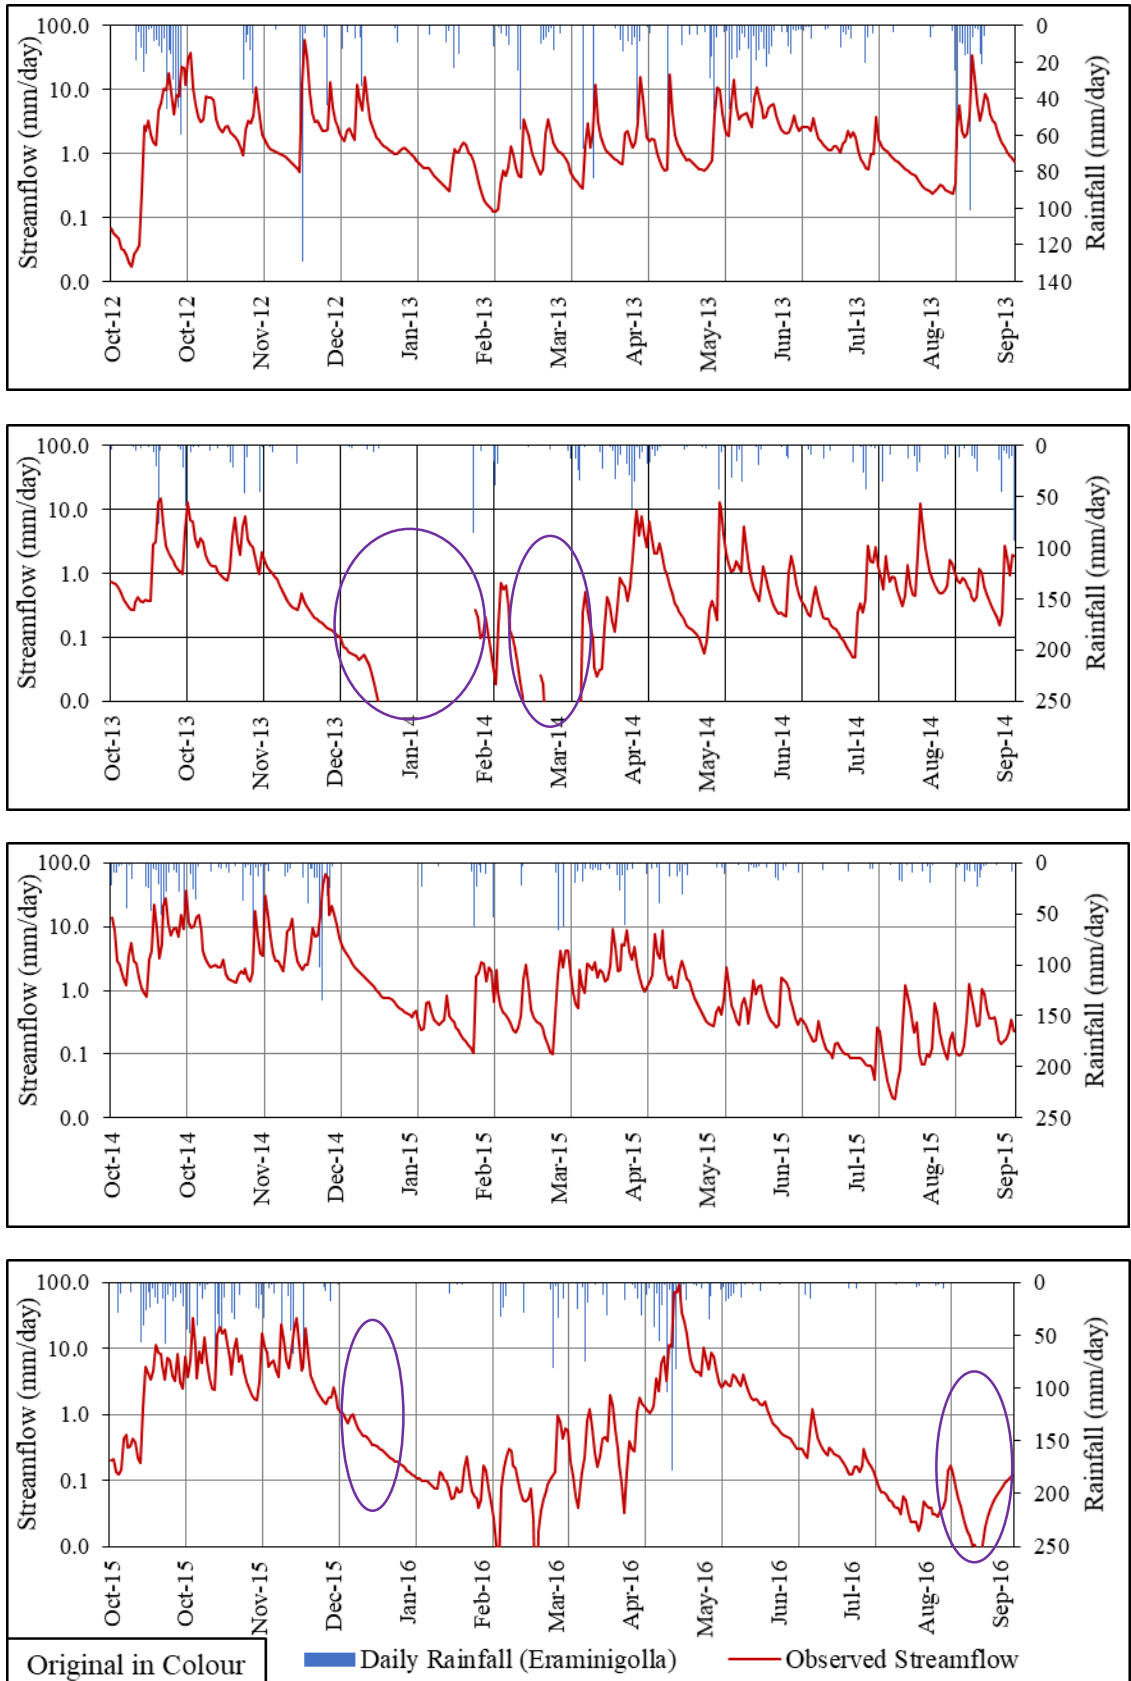 Streamflow (mm/day)
100.0
10.0
1.0
0.1
0.0
0
20
40
60
80
100
120
140
Rainfall (mm/day)
Oct-12
Oct-12
Nov-12
Dec-12
Jan-13
Feb-13
Mar-13
Apr-13
May-13
Jun-13
Jul-13
Aug-13
Sep-13
Streamflow (mm/day)
100.0
10.0
1.0
0.1
0.0
0
50
100
150
200
250
Rainfall (mm/day)
Oct-13
Oct-13
Nov-13
Dec-13
Jan-14
Feb-14
Mar-14
Apr-14
May-14
Jun-14
Jul-14
Aug-14
Sep-14
Streamflow (mm/day)
100.0
10.0
1.0
0.1
0.0
0
50
100
150
200
250
Rainfall (mm/day)
Oct-14
Oct-14
Nov-14
Dec-14
Jan-15
Feb-15
Mar-15
Apr-15
May-15
Jun-15
Jul-15
Aug-15
Sep-15
Streamflow (mm/day)
100.0
10.0
1.0
0.1
0.0
0
50
100
150
200
250
Rainfall (mm/day)
Oct-15
Oct-15
Nov-15
Dec-15
Jan-16
Feb-16
Mar-16
Apr-16
May-16
Jun-16
Jul-16
Aug-16
Sep-16
Original in Colour
Daily Rainfall (Eraminigolla)
Observed Streamflow